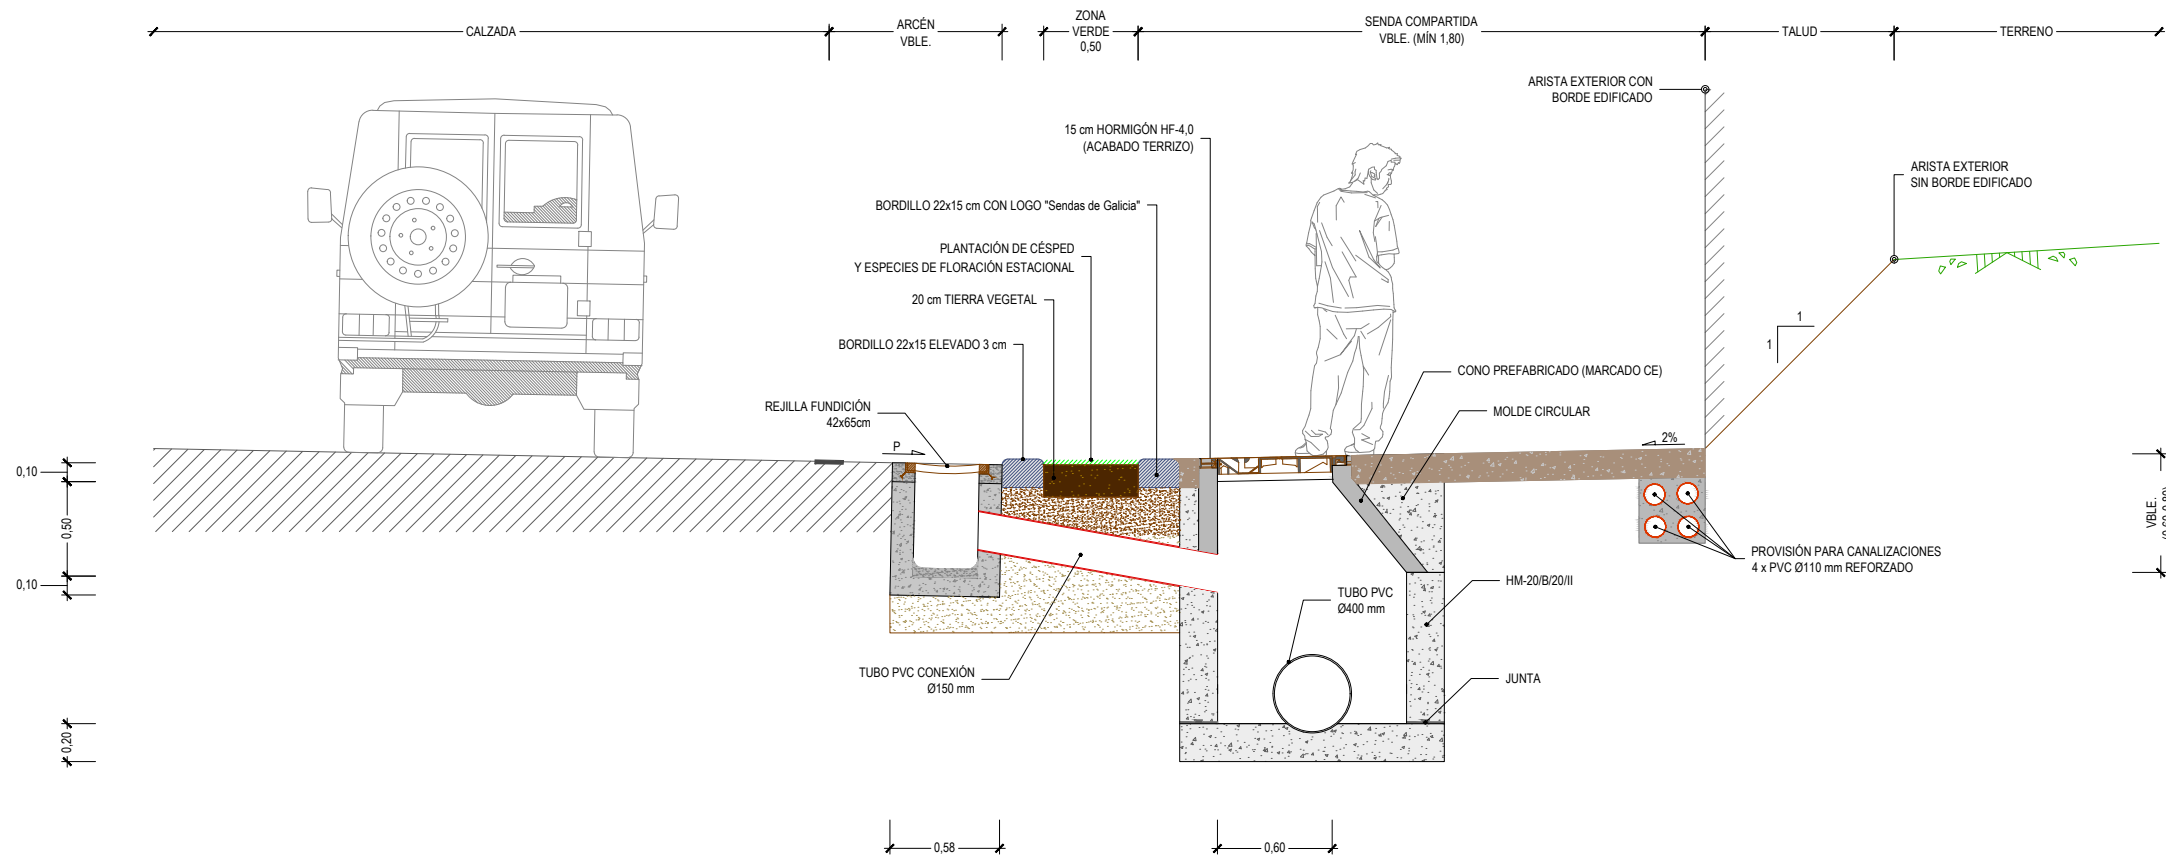 CALZADA
ARCÉN
VBLE.
ZONA
VERDE
0,50
SENDA COMPARTIDA
VBLE. (MÍN 1,80)
TALUD
TERRENO
ARISTA EXTERIOR CON
BORDE EDIFICADO
15 cm HORMIGÓN HF-4,0
(ACABADO TERRIZO)
ARISTA EXTERIOR
SIN BORDE EDIFICADO
BORDILLO 22x15 cm CON LOGO "Sendas de Galicia"
PLANTACIÓN DE CÉSPED
Y ESPECIES DE FLORACIÓN ESTACIONAL
20 cm TIERRA VEGETAL
BORDILLO 22x15 ELEVADO 3 cm
1
1
CONO PREFABRICADO (MARCADO CE)
REJILLA FUNDICIÓN
42x65cm
MOLDE CIRCULAR
P
2%
0,10
0,50
0,10
VBLE.
PROVISIÓN PARA CANALIZACIONES
4 x PVC Ø110 mm REFORZADO
HM-20/B/20/II
TUBO PVC
Ø400 mm
TUBO PVC CONEXIÓN
Ø150 mm
JUNTA
0,20
0,58
0,60